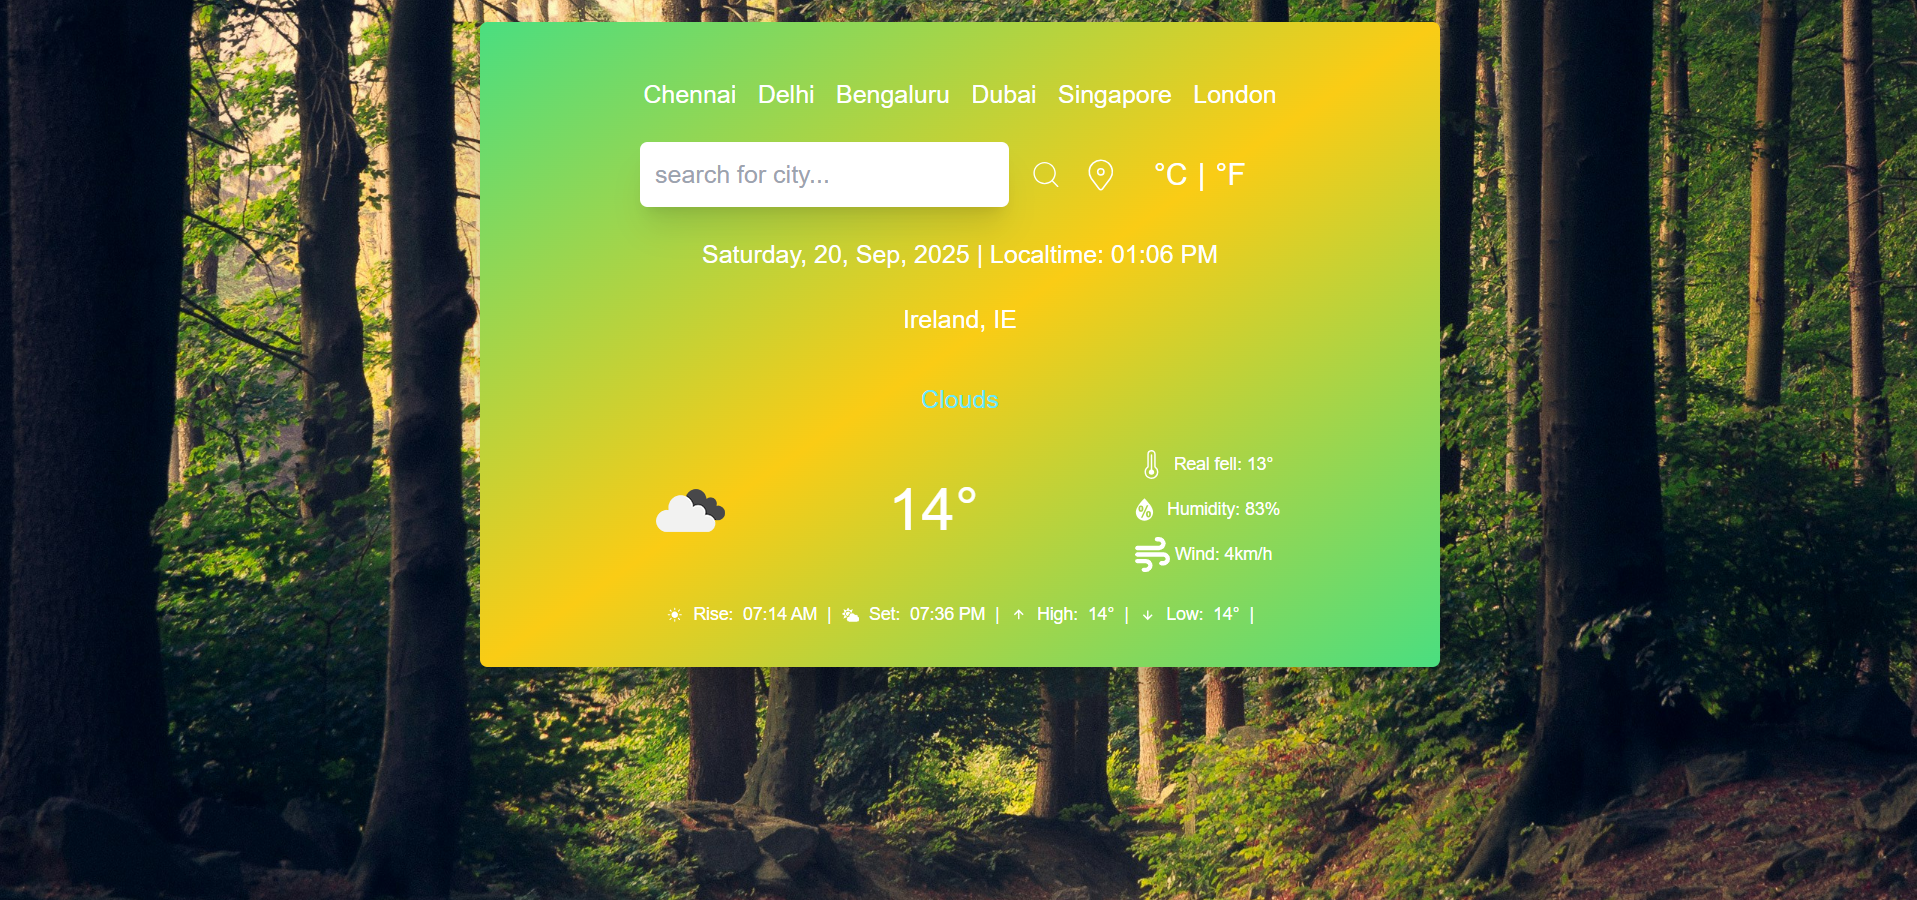 Chennai Delhi Bengaluru Dubai Singapore London
search for city...
°C | °F
Saturday, 20, Sep, 2025 | Localtime: 01:06 PM
Ireland, IE
Clouds
14°
Real fell: 13°
Humidity: 83%
Wind: 4km/h
Rise: 07:14 AM | Set: 07:36 PM | High: 14° | Low: 14° |